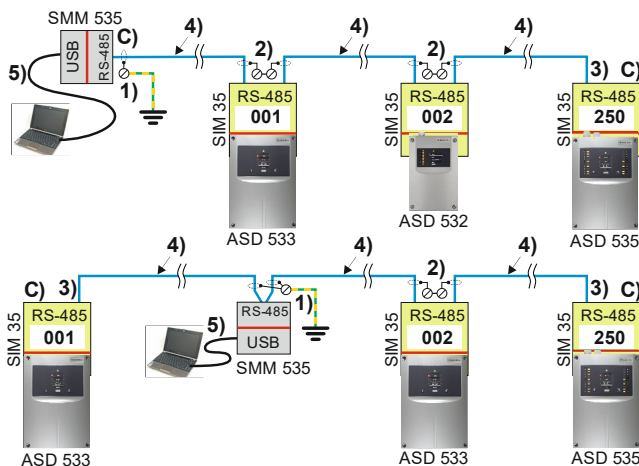 SMM 535
C)
4)
4)
4)
USB
RS-485
2)
2)
5)
1)
3)
C)
SIM 35
RS-485
001
SIM 35
RS-485
002
SIM 35
RS-485
250
ASD 533
ASD 532
ASD 535
4)
4)
4)
2)
C)
3)
1)
3)
C)
SIM 35
RS-485
001
5)
RS-485
USB
SMM 535
SIM 35
RS-485
002
SIM 35
RS-485
250
ASD 533
ASD 533
ASD 535